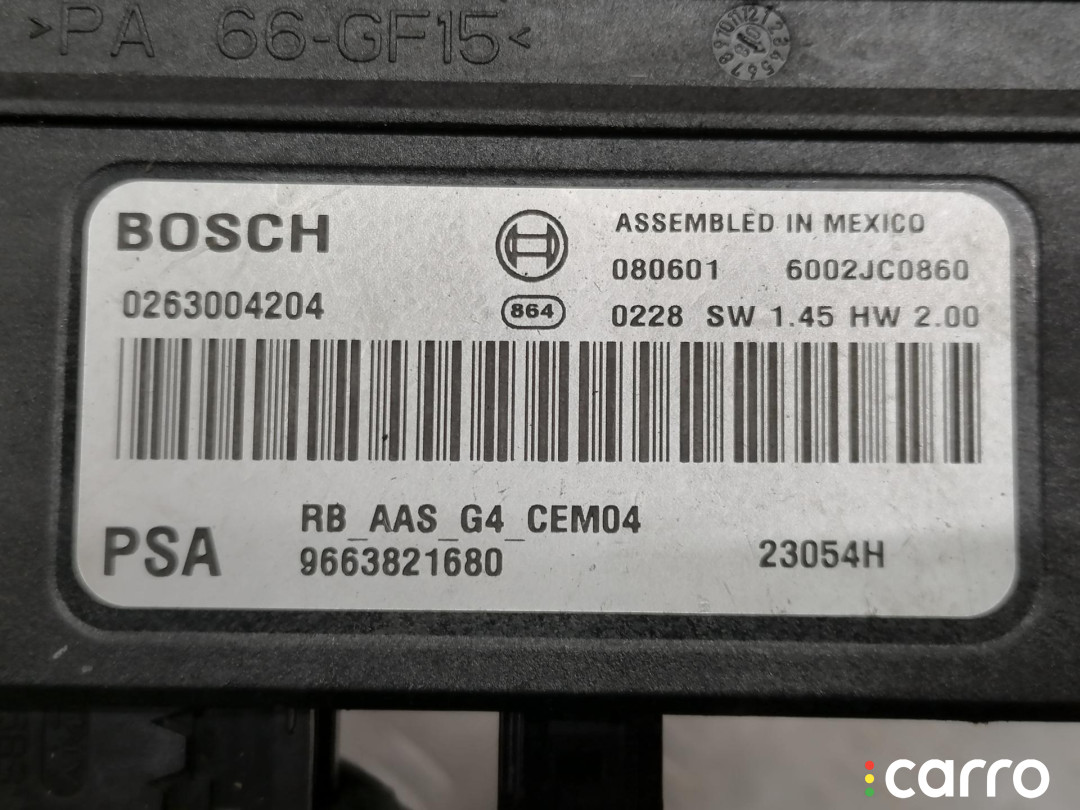 >PA 66-GF15<
BOSCH
ASSEMBLED IN MEXICO
080601 6002JC0860
0263004204
864
0228 SW 1.45 HW 2.00
RB_AAS_G4_CEM04
PSA
9663821680
23054H
carro